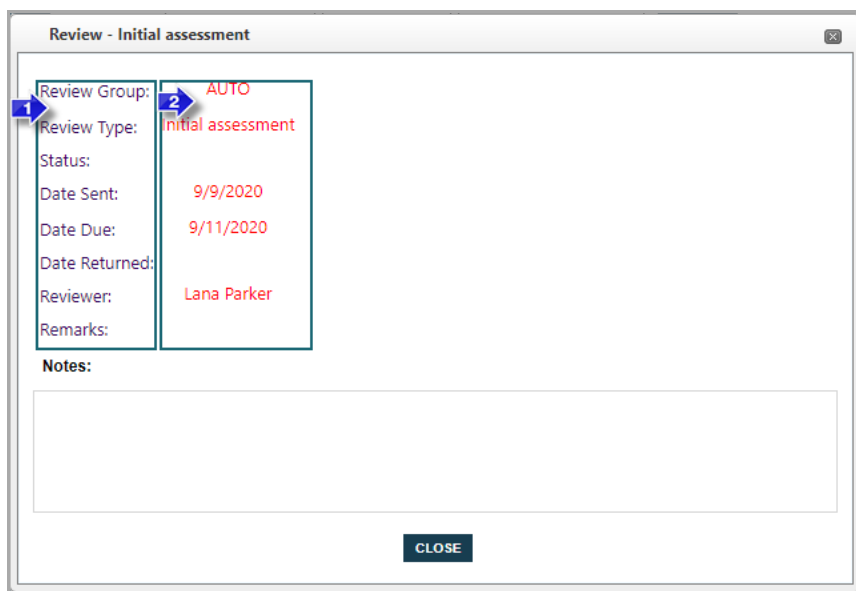 Review - Initial assessment
1
2
Review Group: AUTO
Review Type: Initial assessment
Status:
Date Sent: 9/9/2020
Date Due: 9/11/2020
Date Returned:
Reviewer: Lana Parker
Remarks:
Notes:
CLOSE